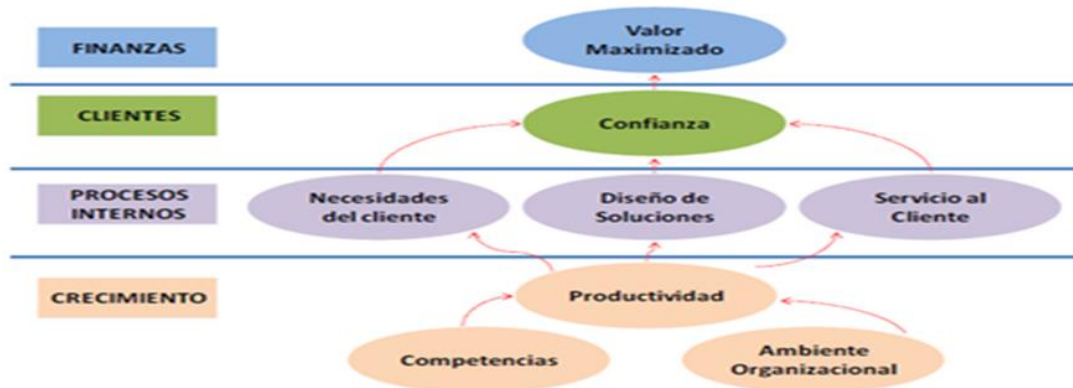 FINANZAS
Valor
Maximizado
CLIENTES
Confianza
PROCESOS
INTERNOS
Necesidades
del cliente
Diseño de
Soluciones
Servicio al
Cliente
CRECIMIENTO
Productividad
Competencias
Ambiente
Organizacional